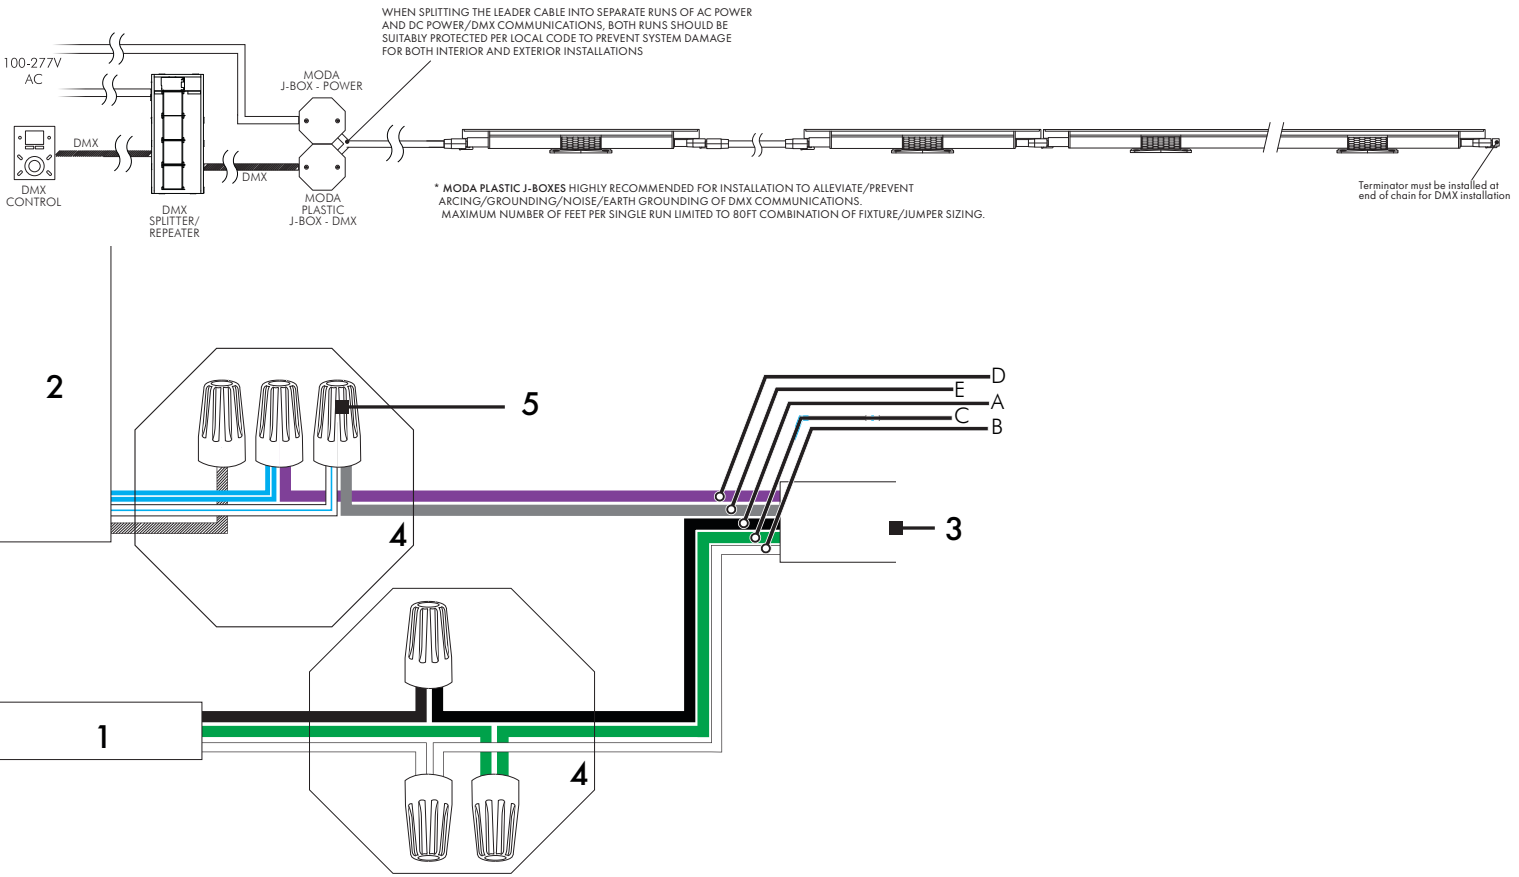 WHEN SPLITTING THE LEADER CABLE INTO SEPARATE RUNS OF AC POWER
AND DC POWER/DMX COMMUNICATIONS, BOTH RUNS SHOULD BE
SUITABLY PROTECTED PER LOCAL CODE TO PREVENT SYSTEM DAMAGE
FOR BOTH INTERIOR AND EXTERIOR INSTALLATIONS
100-277V
AC
MODA
J-BOX - POWER
DMX
DMX
DMX
CONTROL
DMX
SPLITTER/
REPEATER
MODA
PLASTIC
J-BOX - DMX
* MODA PLASTIC J-BOXES HIGHLY RECOMMENDED FOR INSTALLATION TO ALLEVIATE/PREVENT
ARCING/GROUNDING/NOISE/EARTH GROUNDING OF DMX COMMUNICATIONS.
MAXIMUM NUMBER OF FEET PER SINGLE RUN LIMITED TO 80FT COMBINATION OF FIXTURE/JUMPER SIZING.
Terminator must be installed at
end of chain for DMX installation
2
5
D
E
A
C
B
4
3
1
4